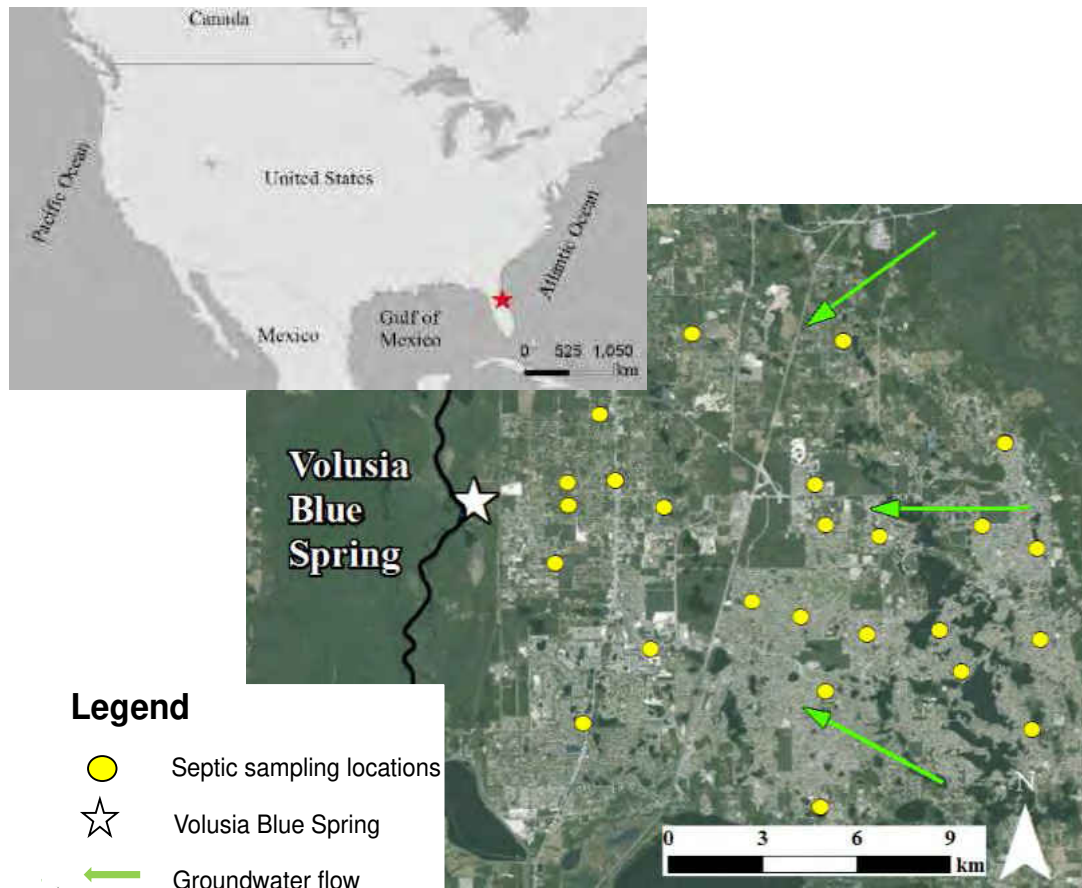 Canada
United States
Pacific Ocean
Atlantic Ocean
Gulf of
Mexico
Mexico
0 525 1,050
km
Volusia
Blue
Spring
Legend
Septic sampling locations
Volusia Blue Spring
Groundwater flow
N
0 3 6 9
km